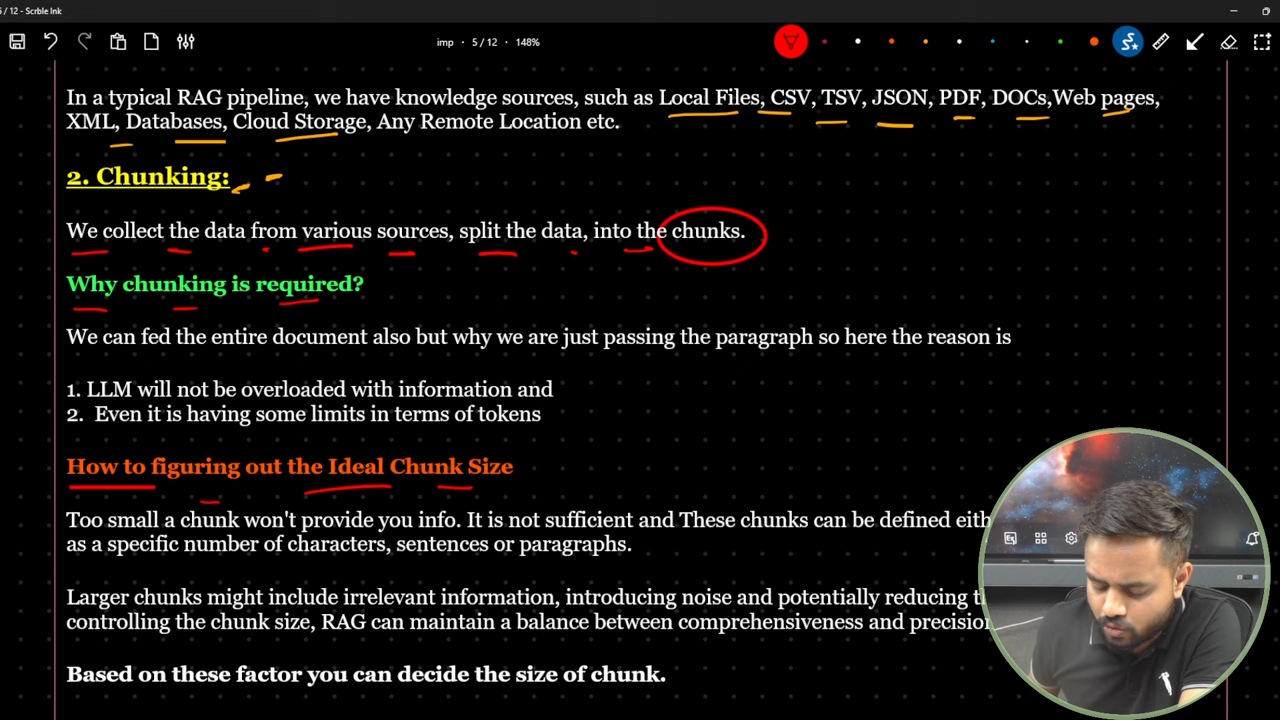 5 / 12 - Scrble Ink
imp · 5 / 12 · 148%
In a typical RAG pipeline, we have knowledge sources, such as Local Files, CSV, TSV, JSON, PDF, DOCs,Web pages,
XML, Databases, Cloud Storage, Any Remote Location etc.
2. Chunking:
We collect the data from various sources, split the data, into the chunks.
Why chunking is required?
We can fed the entire document also but why we are just passing the paragraph so here the reason is
1. LLM will not be overloaded with information and
2. Even it is having some limits in terms of tokens
How to figuring out the Ideal Chunk Size
Too small a chunk won't provide you info. It is not sufficient and These chunks can be defined
as a specific number of characters, sentences or paragraphs.
Larger chunks might include irrelevant information, introducing noise and potentially reducing
controlling the chunk size, RAG can maintain a balance between comprehensiveness and precision
Based on these factor you can decide the size of chunk.